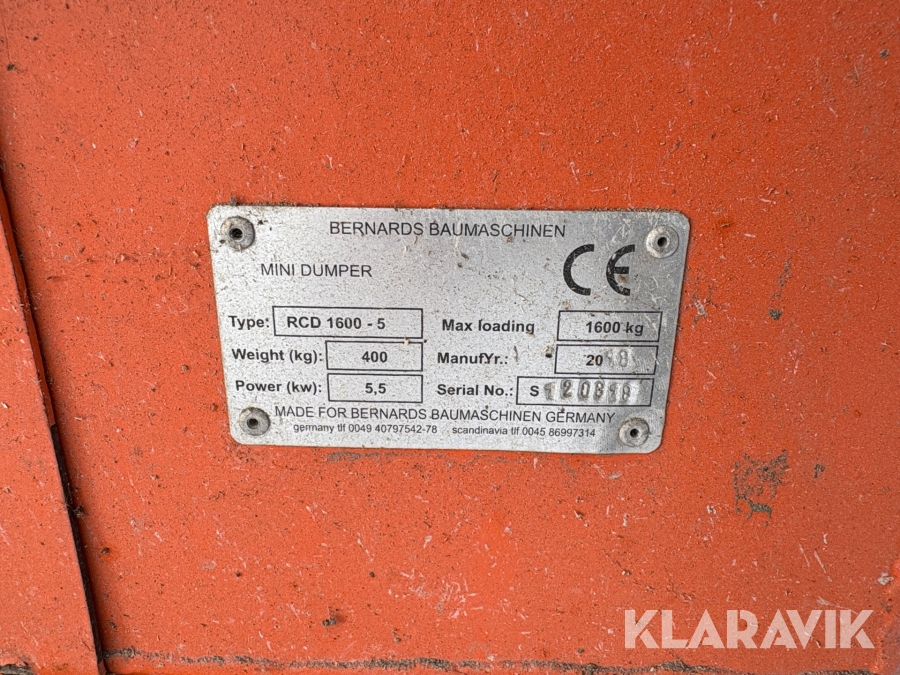 BERNARDS BAUMASCHINEN
CE
MINI DUMPER
Type: RCD 1600 - 5 Max loading 1600 kg
Weight (kg): 400 ManufYr.: 2018
Power (kw): 5,5 Serial No.: S
MADE FOR BERNARDS BAUMASCHINEN GERMANY
germany tlf 0049 40797542-78 scandinavia tlf 0045 86997314
KLARAVIK